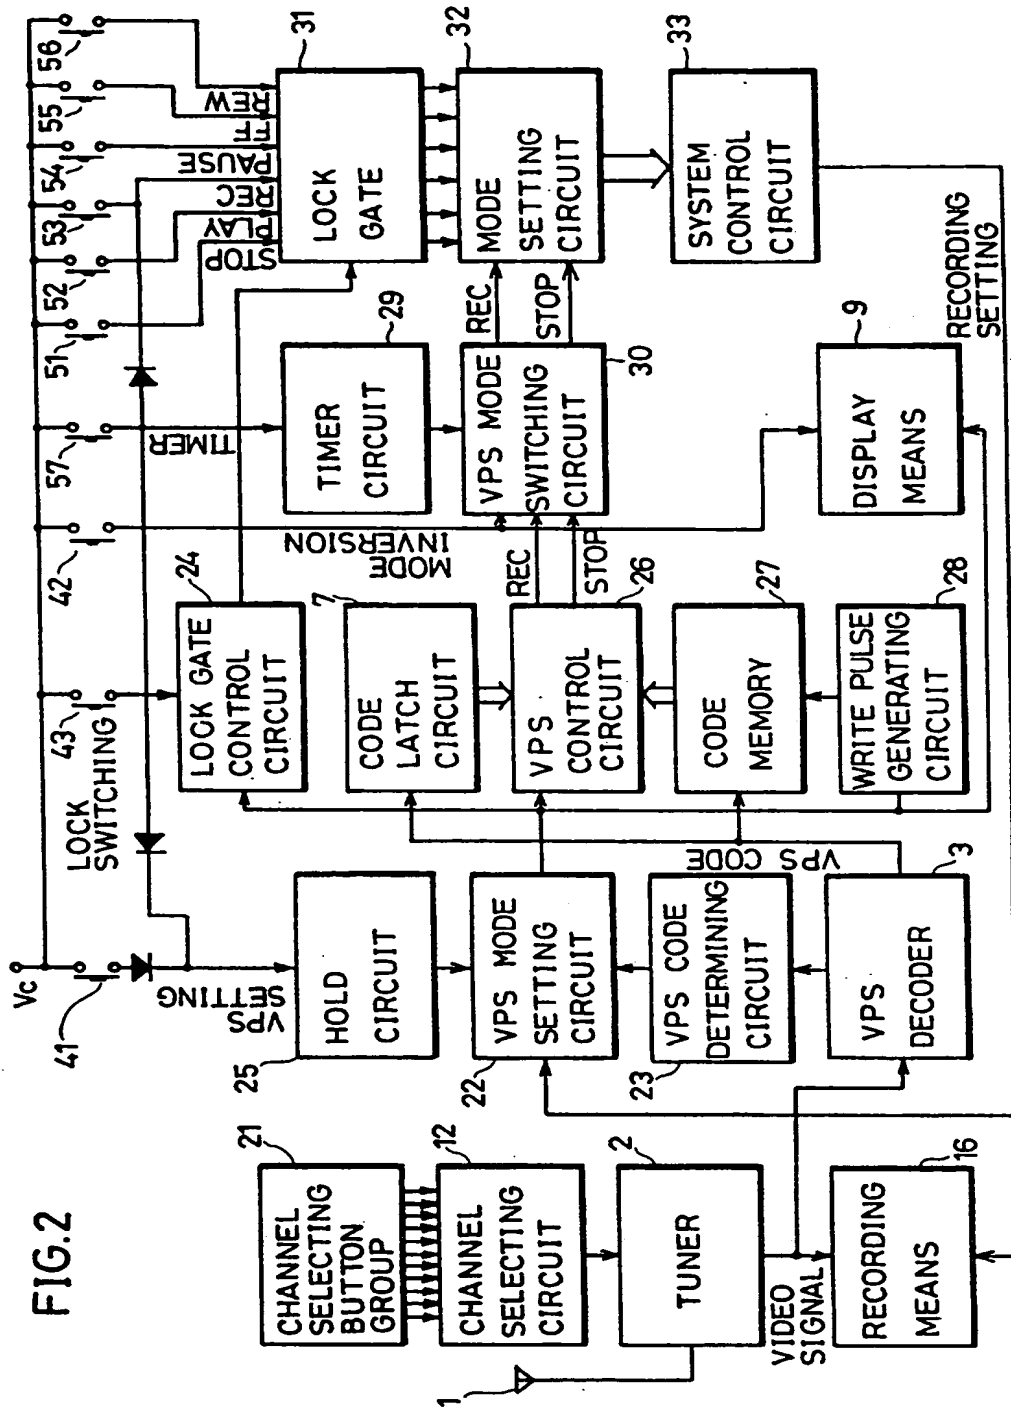 FIG.2
Vc
41
VPS
SETTING
LOCK
SWITCHING
43
42
57
51
52
53
54
55
56
MODE
INVERSION
TIMER
STOP
PLAY
REC
PAUSE
FF
REW
21
CHANNEL
SELECTING
BUTTON
GROUP
12
CHANNEL
SELECTING
CIRCUIT
1
2
TUNER
VIDEO
SIGNAL
16
RECORDING
MEANS
25
HOLD
CIRCUIT
22
VPS MODE
SETTING
CIRCUIT
23
VPS CODE
DETERMINING
CIRCUIT
3
VPS
DECODER
VPS CODE
24
LOCK GATE
CONTROL
CIRCUIT
7
CODE
LATCH
CIRCUIT
26
VPS
CONTROL
CIRCUIT
REC
STOP
27
CODE
MEMORY
28
WRITE PULSE
GENERATING
CIRCUIT
29
TIMER
CIRCUIT
30
VPS MODE
SWITCHING
CIRCUIT
REC
STOP
9
DISPLAY
MEANS
31
LOCK
GATE
32
MODE
SETTING
CIRCUIT
33
SYSTEM
CONTROL
CIRCUIT
RECORDING
SETTING